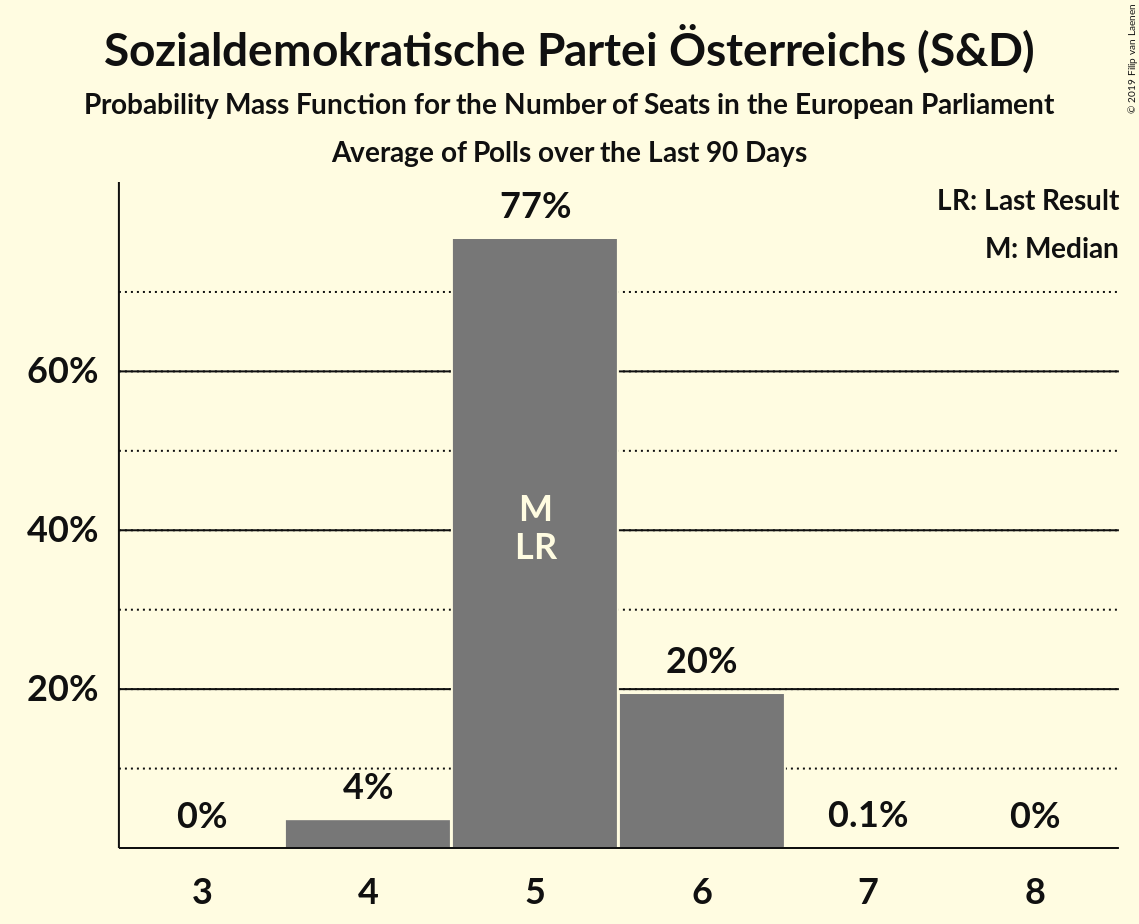 Sozialdemokratische Partei Österreichs (S&D)
Probability Mass Function for the Number of Seats in the European Parliament
Average of Polls over the Last 90 Days
© 2019 Filip van Laenen
LR: Last Result
M: Median
77%
60%
40%
20%
M
LR
20%
4%
0%
0.1%
0%
3 4 5 6 7 8